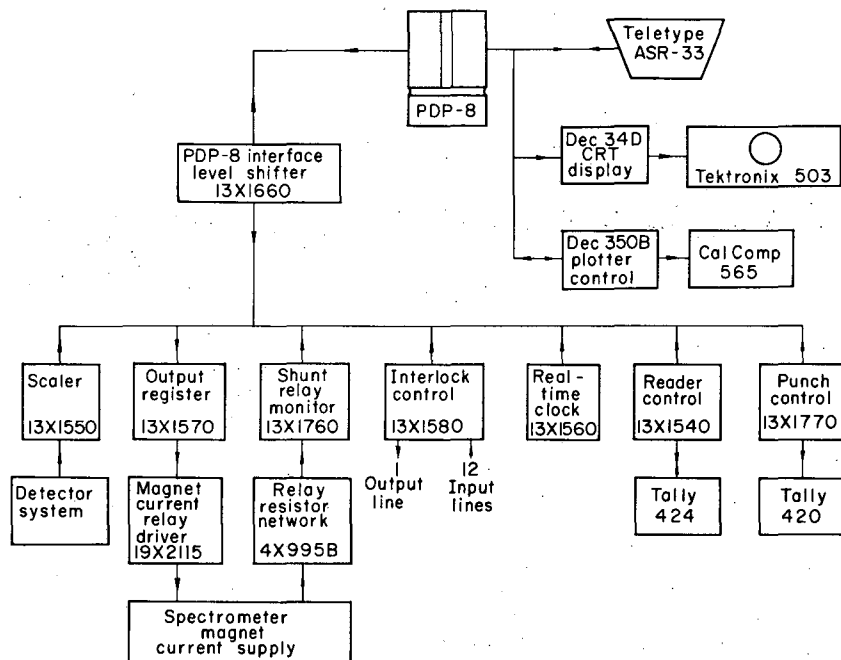 Teletype
ASR-33
PDP-8
PDP-8 interface
level shifter
13X1660
Dec 34D
CRT
display
Tektronix 503
Dec 350B
plotter
control
Cal Comp
565
Scaler
13X1550
Output
register
13X1570
Shunt
relay
monitor
13X1760
Interlock
control
13X1580
Real-
time
clock
13X1560
Reader
control
13X1540
Punch
control
13X1770
Detector
system
Magnet
current
relay
driver
19X2115
Relay
resistor
network
4X995B
1
Output
line
12
Input
lines
Tally
424
Tally
420
Spectrometer
magnet
current supply